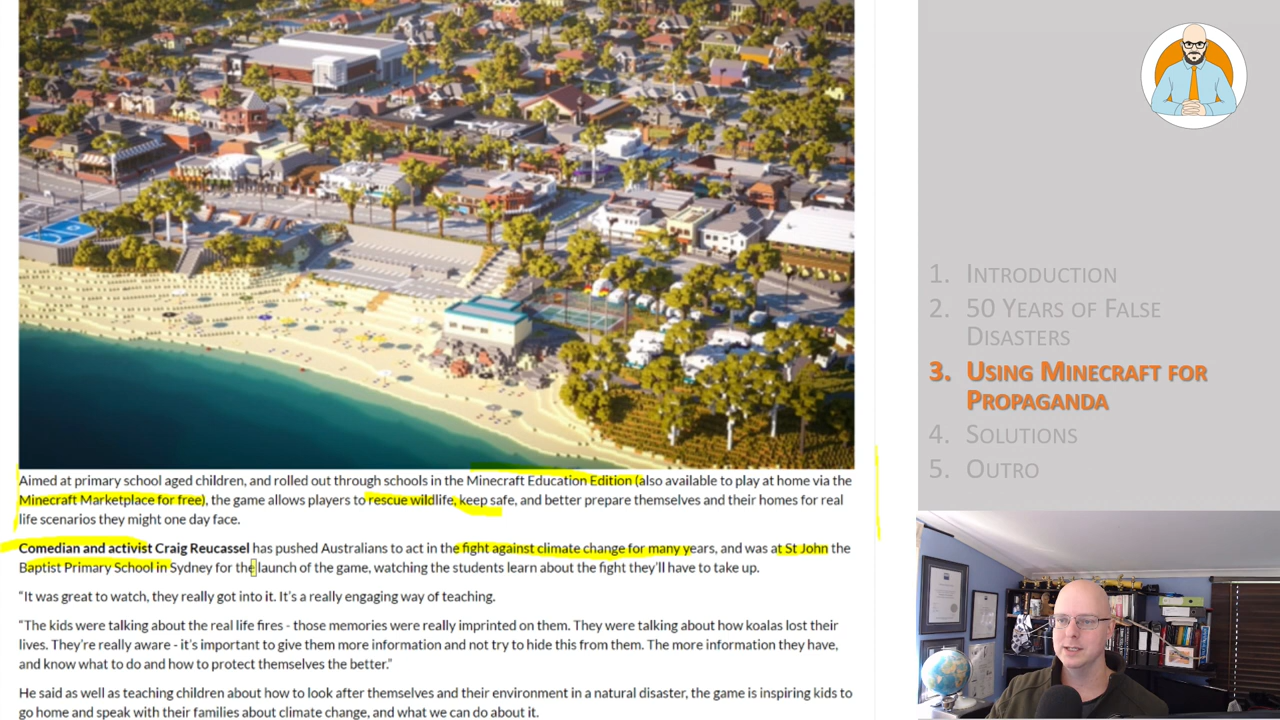 Aimed at primary school aged children, and rolled out through schools in the Minecraft Education Edition (also available to play at home via the
Minecraft Marketplace for free), the game allows players to rescue wildlife, keep safe, and better prepare themselves and their homes for real
life scenarios they might one day face.
Comedian and activist Craig Reucassel has pushed Australians to act in the fight against climate change for many years, and was at St John the
Baptist Primary School in Sydney for the launch of the game, watching the students learn about the fight they'll have to take up.
“It was great to watch, they really got into it. It's a really engaging way of teaching.
“The kids were talking about the real life fires - those memories were really imprinted on them. They were talking about how koalas lost their
lives. They're really aware - it's important to give them more information and not try to hide this from them. The more information they have,
and know what to do and how to protect themselves the better.”
He said as well as teaching children about how to look after themselves and their environment in a natural disaster, the game is inspiring kids to
go home and speak with their families about climate change, and what we can do about it.
1. Introduction
2. 50 Years of False
Disasters
3. Using Minecraft for
Propaganda
4. Solutions
5. Outro